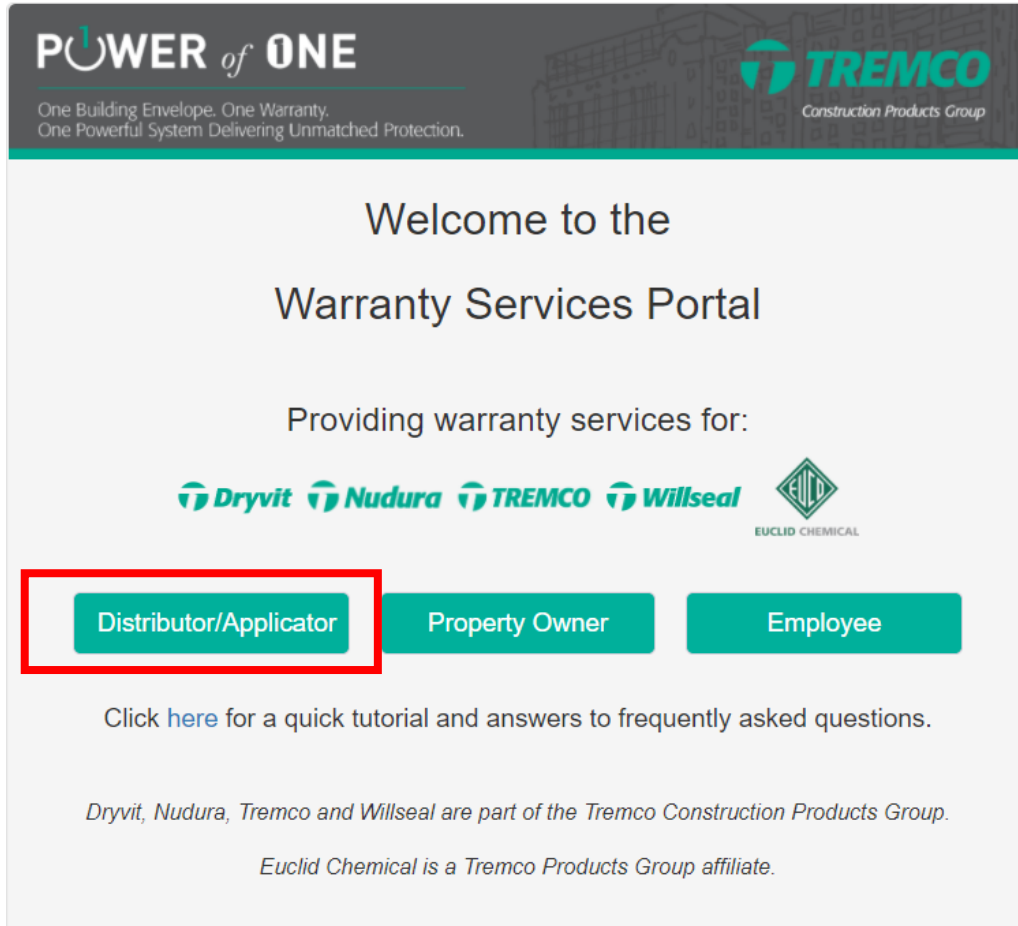 POWER of ONE
TREMCO
One Building Envelope. One Warranty.
Construction Products Group
One Powerful System Delivering Unmatched Protection.
Welcome to the
Warranty Services Portal
Providing warranty services for:
Dryvit Nudura TREMCO Willseal EUCO
EUCLID CHEMICAL
Distributor/Applicator Property Owner Employee
Click here for a quick tutorial and answers to frequently asked questions.
Dryvit, Nudura, Tremco and Willseal are part of the Tremco Construction Products Group.
Euclid Chemical is a Tremco Products Group affiliate.